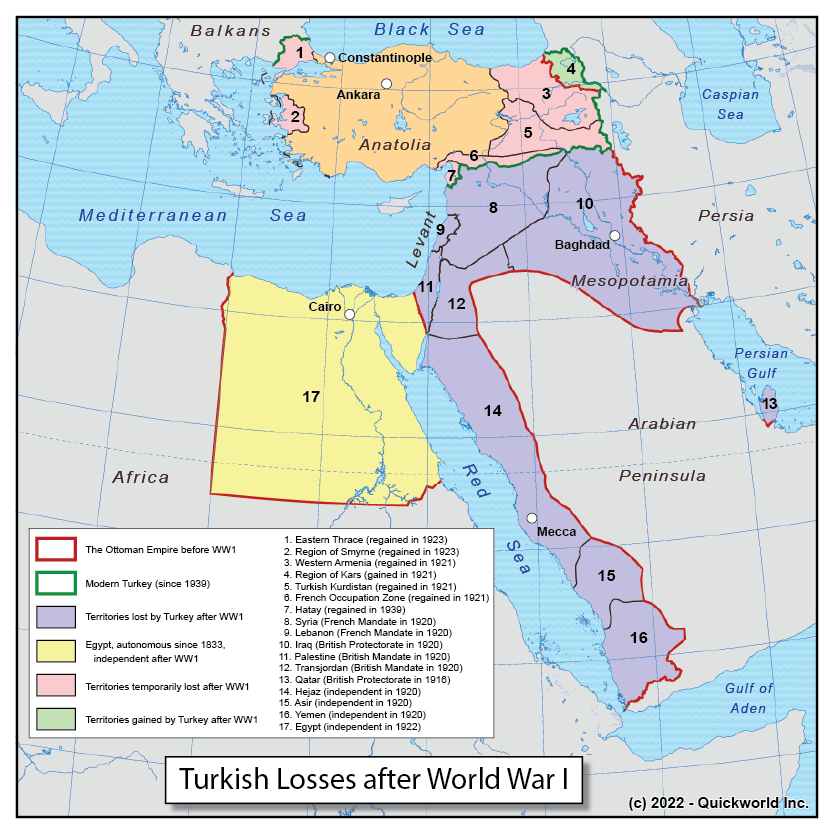 Balkans
Black Sea
1
Constantinople
4
Ankara
3
Caspian
Sea
2
Anatolia
5
6
7
Mediterranean Sea
Levant
8
10
9
Persia
Baghdad
Mesopotamia
11
12
Cairo
Persian
Gulf
17
14
13
Arabian
Peninsula
Africa
Red Sea
Mecca
15
16
Gulf of
Aden
The Ottoman Empire before WW1
Modern Turkey (since 1939)
Territories lost by Turkey after WW1
Egypt, autonomous since 1833,
independent after WW1
Territories temporarily lost after WW1
Territories gained by Turkey after WW1
1. Eastern Thrace (regained in 1923)
2. Region of Smyrne (regained in 1923)
3. Western Armenia (regained in 1921)
4. Region of Kars (gained in 1921)
5. Turkish Kurdistan (regained in 1921)
6. French Occupation Zone (regained in 1921)
7. Hatay (regained in 1939)
8. Syria (French Mandate in 1920)
9. Lebanon (French Mandate in 1920)
10. Iraq (British Protectorate in 1920)
11. Palestine (British Mandate in 1920)
12. Transjordan (British Mandate in 1920)
13. Qatar (British Protectorate in 1916)
14. Hejaz (independent in 1920)
15. Asir (independent in 1920)
16. Yemen (independent in 1920)
17. Egypt (independent in 1922)
Turkish Losses after World War I
(c) 2022 - Quickworld Inc.